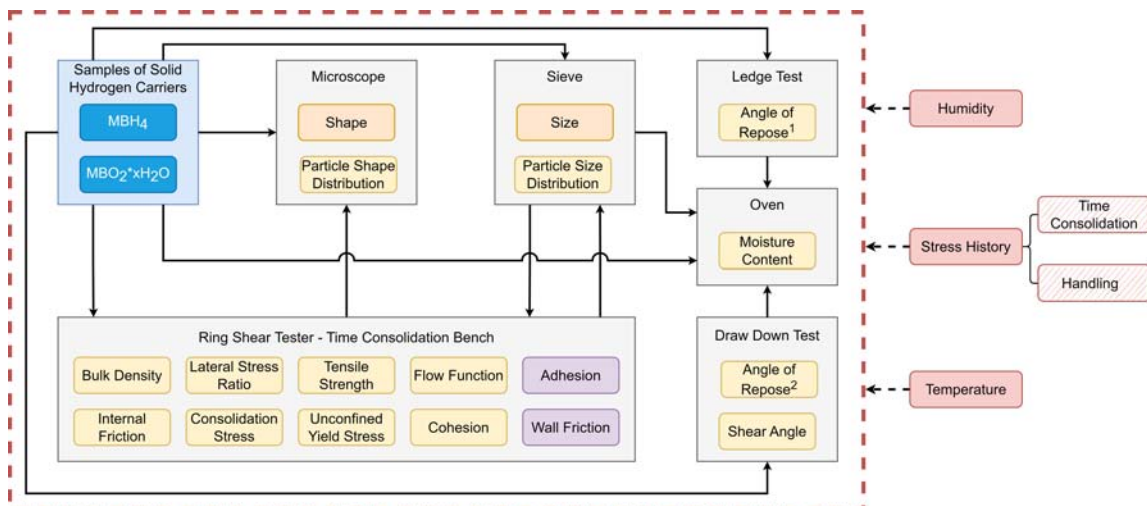 Samples of Solid
Hydrogen Carriers
MBH₄
MBO₂*xH₂O
Microscope
Shape
Particle Shape
Distribution
Sieve
Size
Particle Size
Distribution
Ledge Test
Angle of
Repose¹
Oven
Moisture
Content
Ring Shear Tester - Time Consolidation Bench
Bulk Density
Lateral Stress
Ratio
Tensile
Strength
Flow Function
Adhesion
Internal
Friction
Consolidation
Stress
Unconfined
Yield Stress
Cohesion
Wall Friction
Draw Down Test
Angle of
Repose²
Shear Angle
Humidity
Stress History
Time
Consolidation
Handling
Temperature